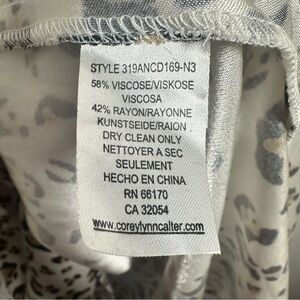 STYLE 319ANCD169-N3
58% VISCOSE/VISKOSE
VISCOSA
42% RAYON/RAYONNE
KUNSTSEIDE/RAION
DRY CLEAN ONLY
NETTOYER A SEC
SEULEMENT
HECHO EN CHINA
RN 66170
CA 32054
www.coreylynncalter.com